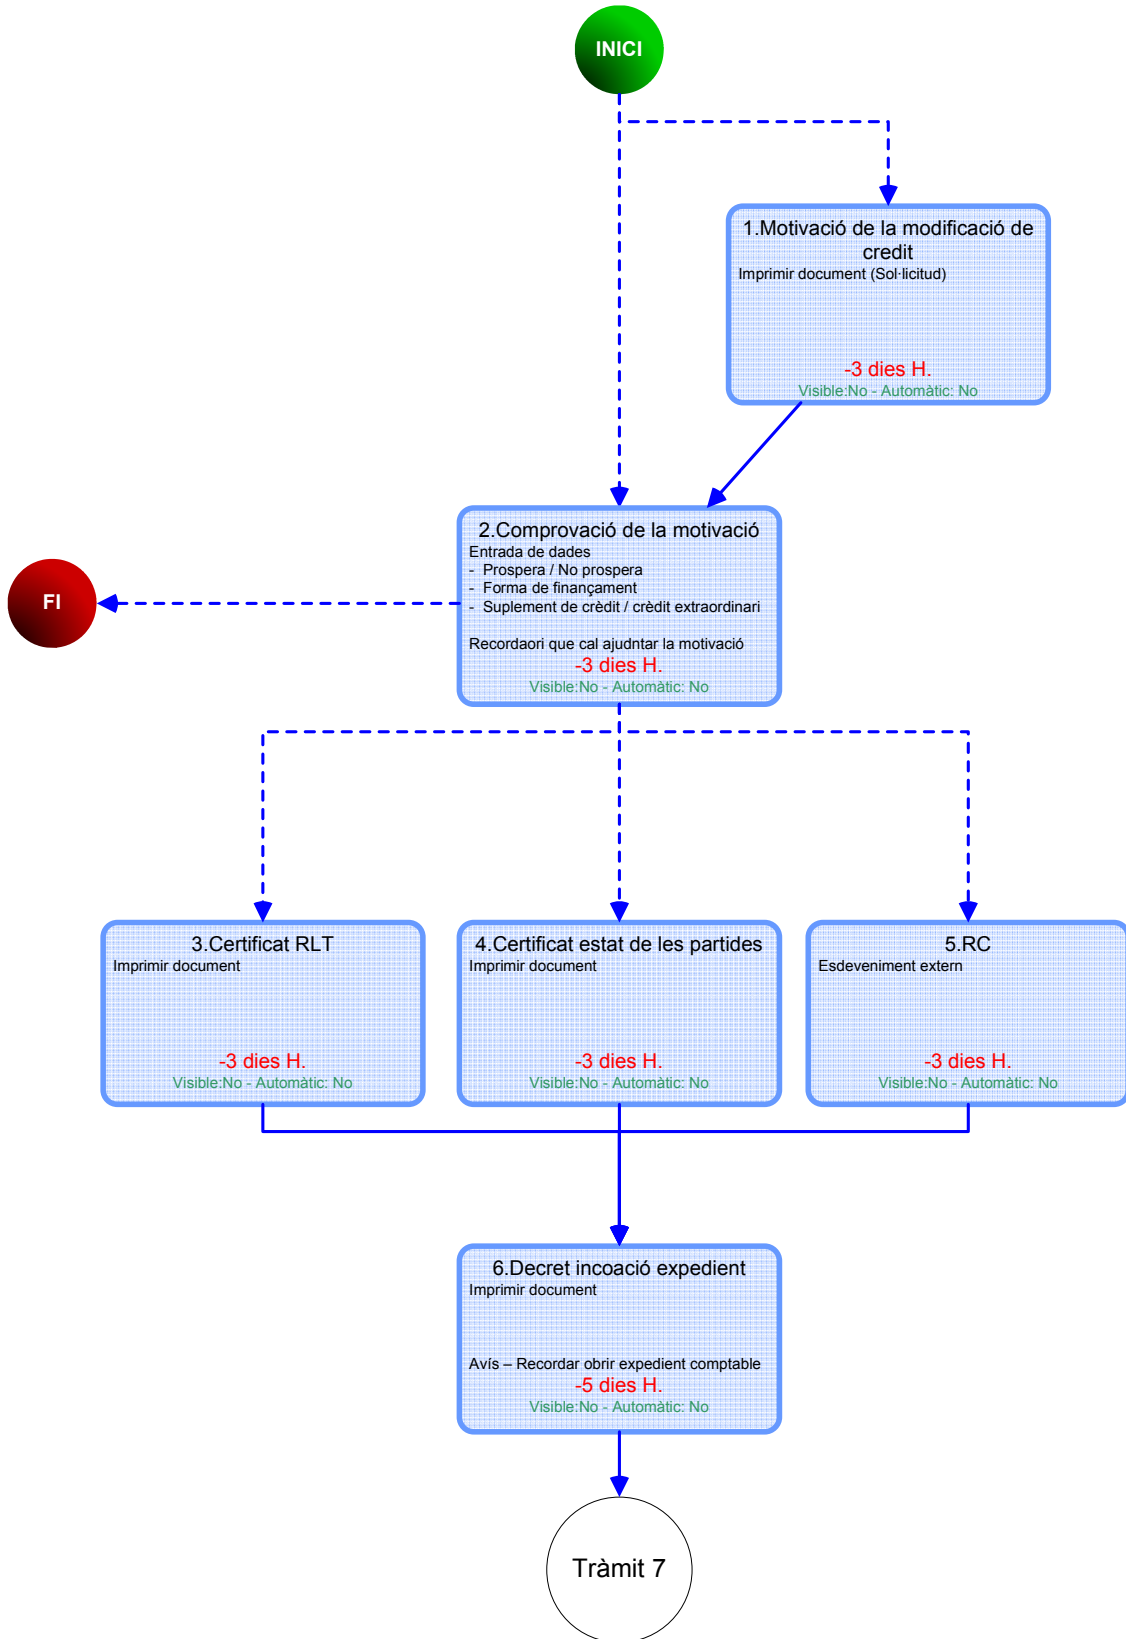 INICI
1.Motivació de la modificació de
credit
Imprimir document (Sol·licitud)
-3 dies H.
Visible:No - Automàtic: No
2.Comprovació de la motivació
Entrada de dades
- Prospera / No prospera
- Forma de finançament
- Suplement de crèdit / crèdit extraordinari
Recordaori que cal ajudntar la motivació
-3 dies H.
Visible:No - Automàtic: No
FI
3.Certificat RLT
Imprimir document
-3 dies H.
Visible:No - Automàtic: No
4.Certificat estat de les partides
Imprimir document
-3 dies H.
Visible:No - Automàtic: No
5.RC
Esdeveniment extern
-3 dies H.
Visible:No - Automàtic: No
6.Decret incoació expedient
Imprimir document
Avís – Recordar obrir expedient comptable
-5 dies H.
Visible:No - Automàtic: No
Tràmit 7